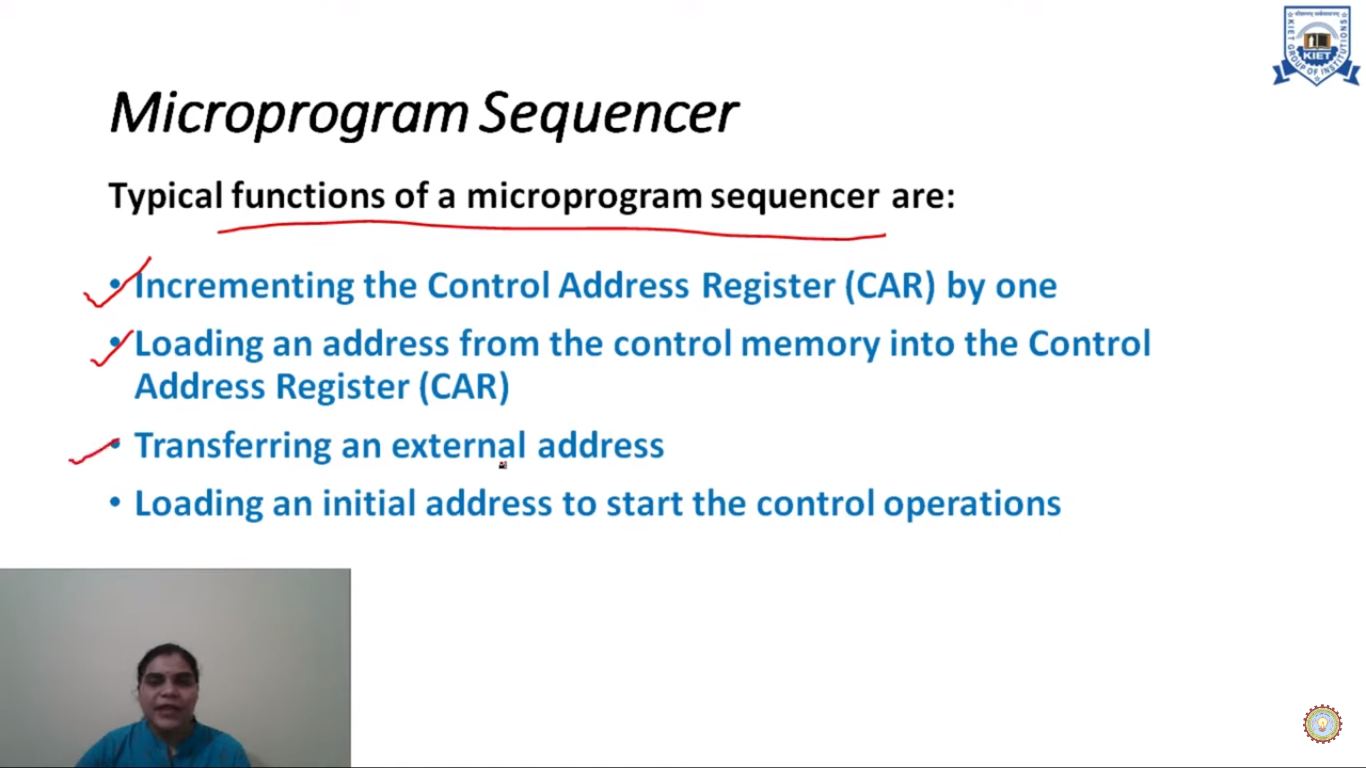 KIET GROUP OF INSTITUTIONS
KIET
Microprogram Sequencer
Typical functions of a microprogram sequencer are:
• Incrementing the Control Address Register (CAR) by one
• Loading an address from the control memory into the Control
Address Register (CAR)
• Transferring an external address
• Loading an initial address to start the control operations